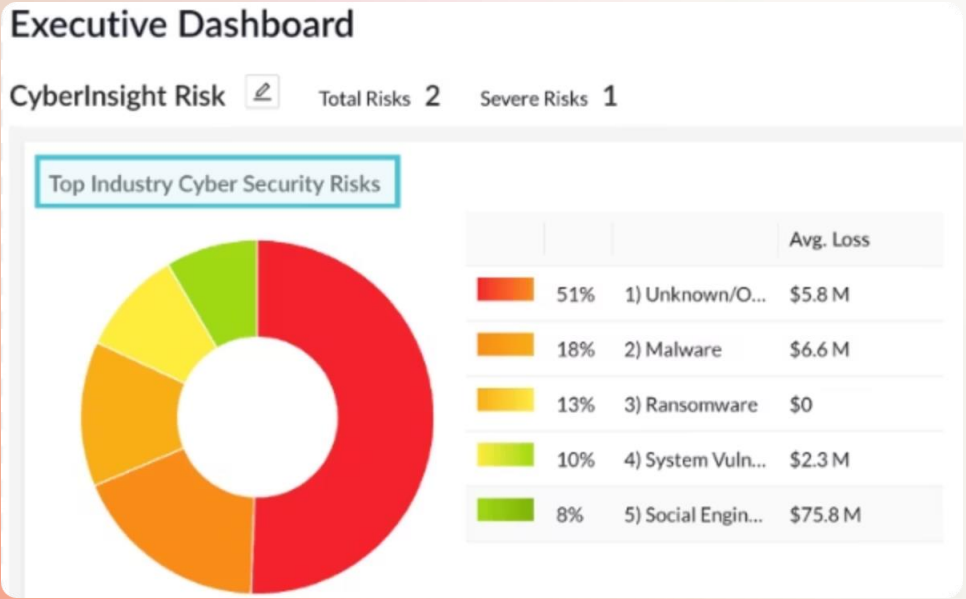 Executive Dashboard
CyberInsight Risk Total Risks 2 Severe Risks 1
Top Industry Cyber Security Risks
Avg. Loss
51% 1) Unknown/O... $5.8 M
18% 2) Malware $6.6 M
13% 3) Ransomware $0
10% 4) System Vuln... $2.3 M
8% 5) Social Engin... $75.8 M